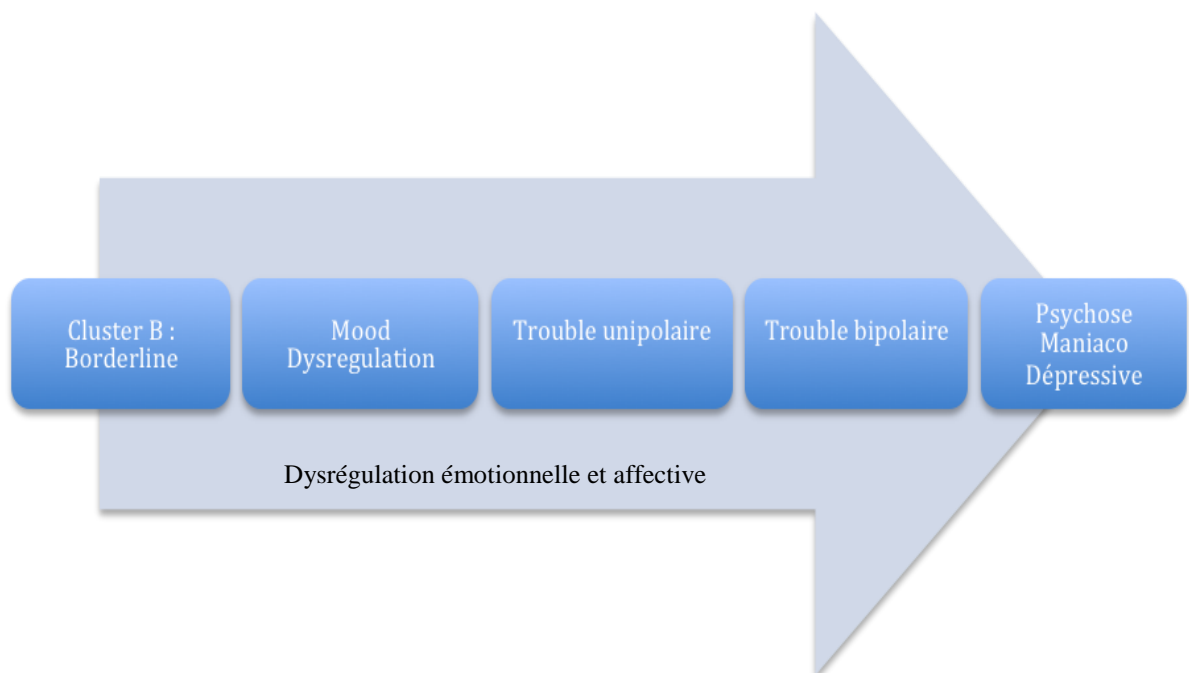 Cluster B :
Borderline
Mood
Dysregulation
Trouble unipolaire
Trouble bipolaire
Psychose
Maniaco
Dépressive
Dysrégulation émotionnelle et affective